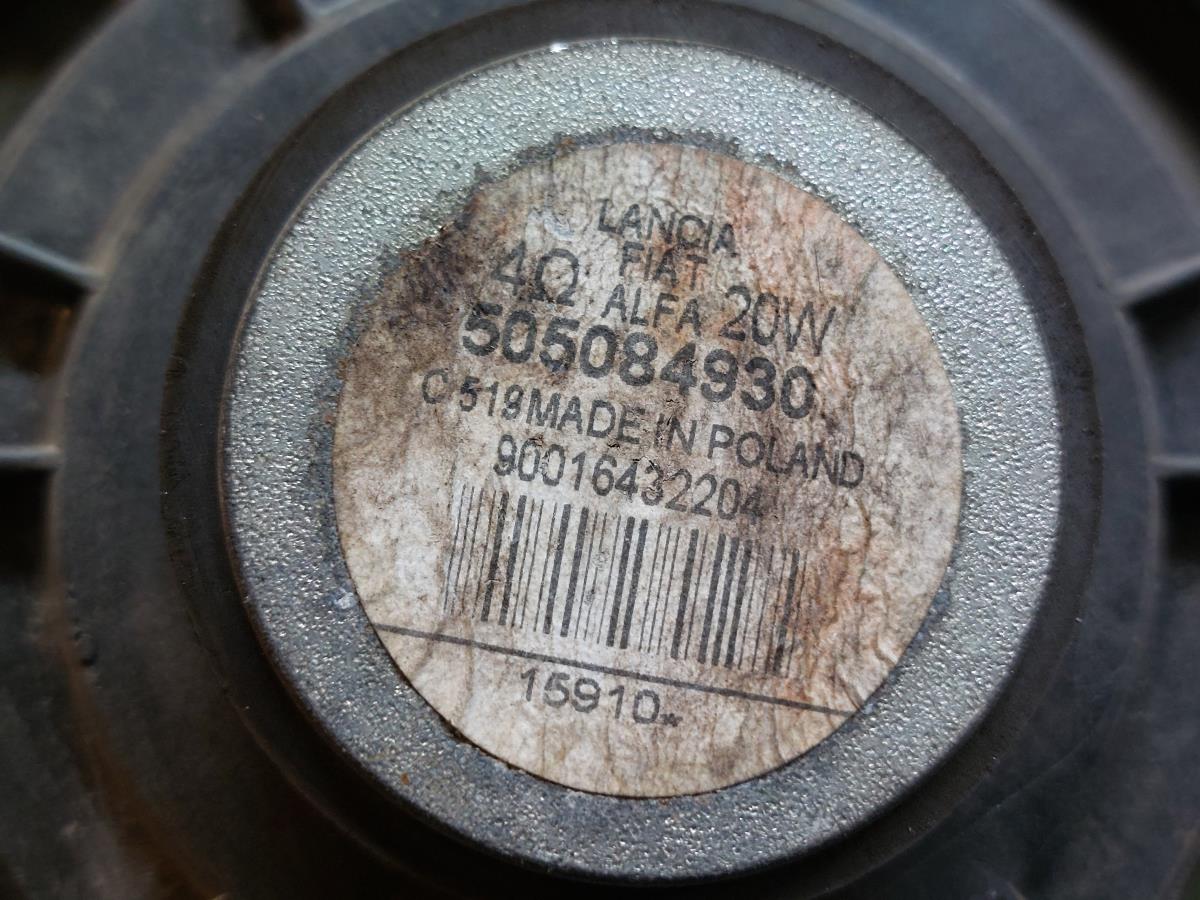 LANCIA
FIAT
4Ω ALFA 20W
505084930
C 519 MADE IN POLAND
90016432204
15910